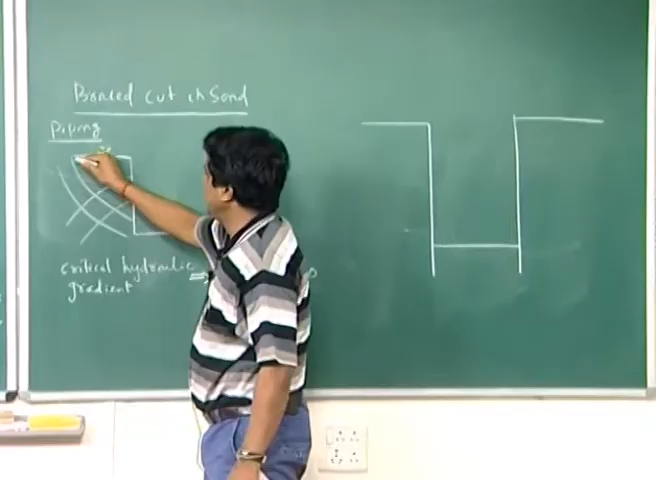 Braced cut in Sand
Piping
critical hydraulic
gradient